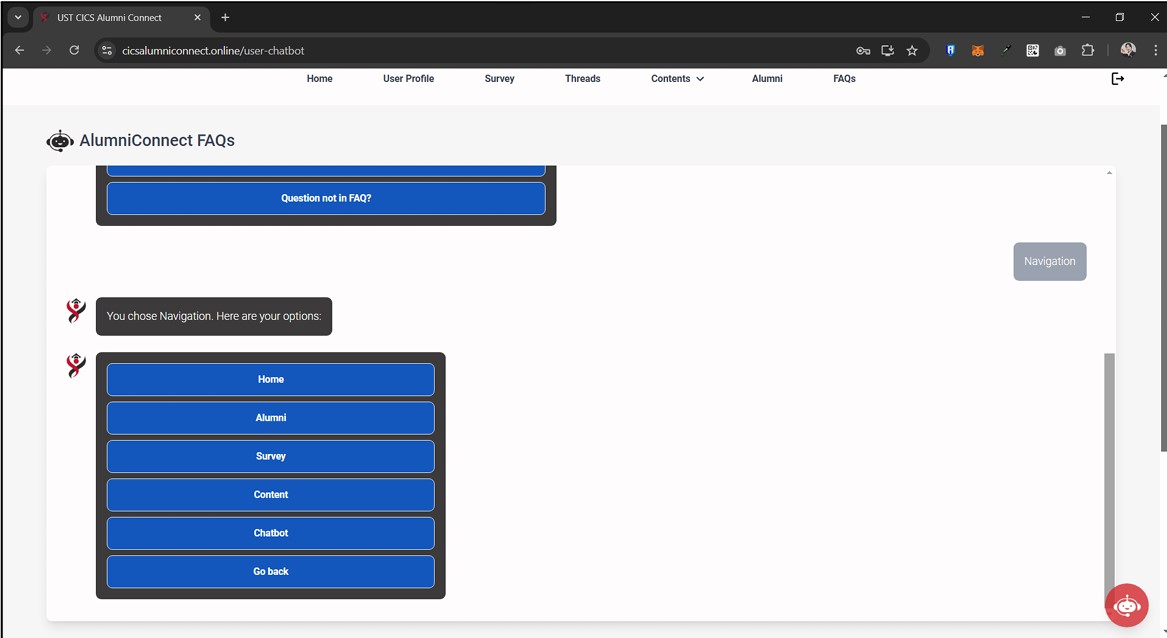 UST CICS Alumni Connect
cicsalumniconnect.online/user-chatbot
Home User Profile Survey Threads Contents Alumni FAQs
AlumniConnect FAQs
Question not in FAQ?
Navigation
You chose Navigation. Here are your options:
Home
Alumni
Survey
Content
Chatbot
Go back